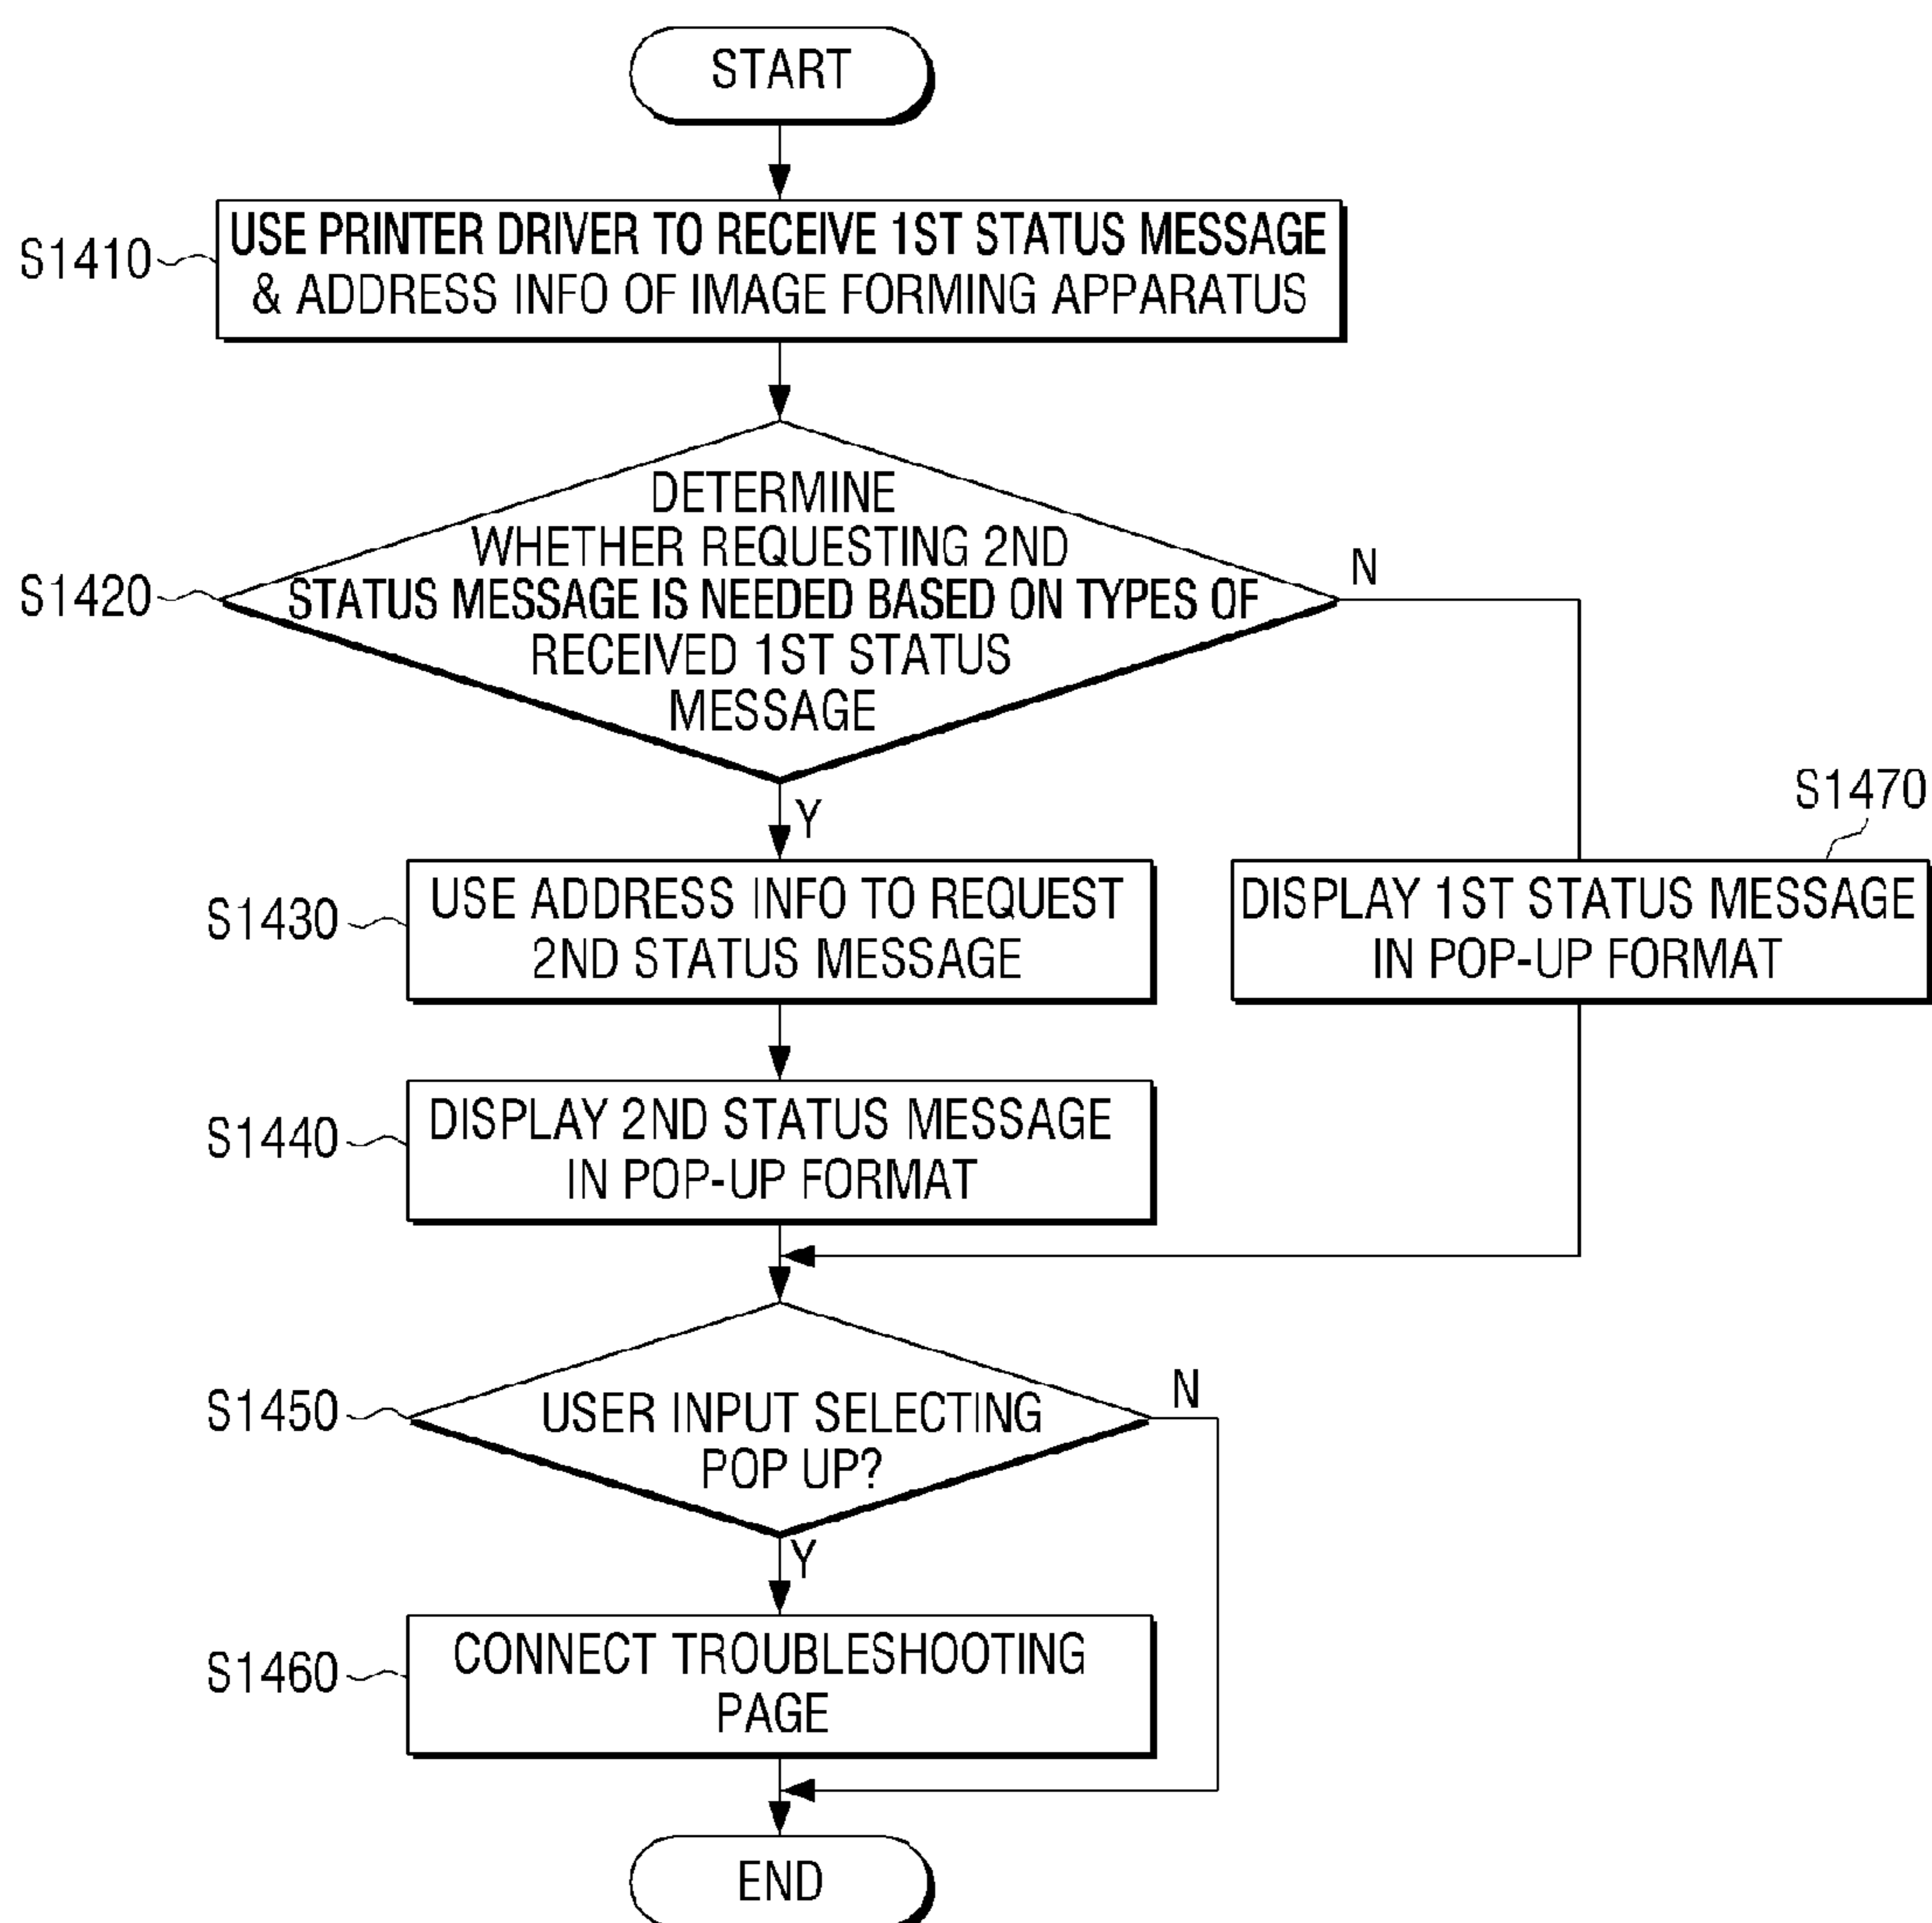 START
S1410
USE PRINTER DRIVER TO RECEIVE 1ST STATUS MESSAGE
& ADDRESS INFO OF IMAGE FORMING APPARATUS
S1420
DETERMINE
WHETHER REQUESTING 2ND
STATUS MESSAGE IS NEEDED BASED ON TYPES OF
RECEIVED 1ST STATUS
MESSAGE
N
Y
S1470
S1430
USE ADDRESS INFO TO REQUEST
2ND STATUS MESSAGE
DISPLAY 1ST STATUS MESSAGE
IN POP-UP FORMAT
S1440
DISPLAY 2ND STATUS MESSAGE
IN POP-UP FORMAT
S1450
USER INPUT SELECTING
POP UP?
N
Y
S1460
CONNECT TROUBLESHOOTING
PAGE
END